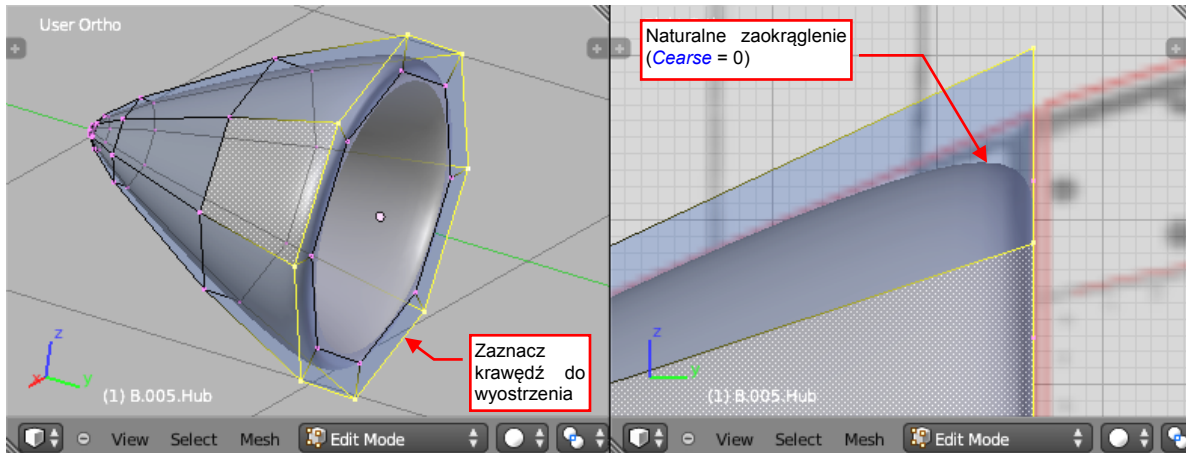 User Ortho
Zaznacz
krawędź do
wyostrzenia
z
x
y
(1) B.005.Hub
View Select Mesh Edit Mode
Naturalne zaokrąglenie
(Cearse = 0)
z
Y
(1) B.005.Hub
View Select Mesh Edit Mode